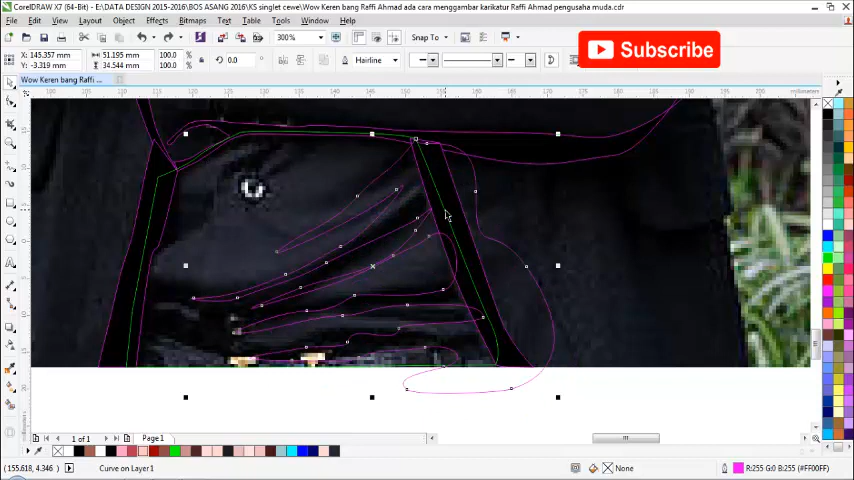 CorelDRAW X7 (64-Bit) - E:\DATA DESIGN 2015-2016\BOS ASANG 2016\KS singlet cewe\Wow Keren bang Raffi Ahmad ada cara menggambar karikatur Raffi Ahmad pengusaha muda.cdr
File Edit View Layout Object Effects Bitmaps Text Table Tools Window Help
300% Snap To
Subscribe
X: 145.357 mm 51.195 mm 100.0 %
Y: -3.319 mm 34.544 mm 100.0 %
0.0 Hairline
Wow Keren bang Raffi ...
millimeters
1 of 1 Page 1
(155.618, 4.346) Curve on Layer 1 None R:255 G:0 B:255 (#FF00FF)